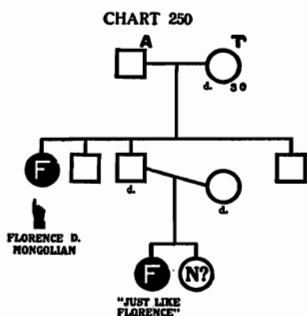 CHART 250
A T
d. 30
F
d.
d.
FLORENCE D.
MONGOLIAN
F N?
"JUST LIKE
FLORENCE"